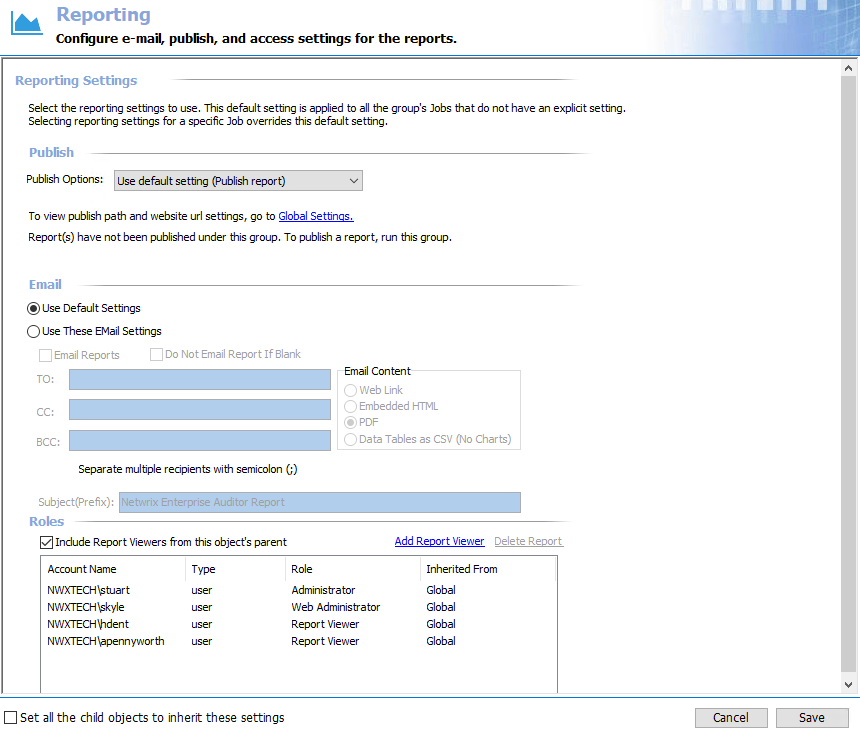 Reporting
Configure e-mail, publish, and access settings for the reports.
Reporting Settings
Select the reporting settings to use. This default setting is applied to all the group's Jobs that do not have an explicit setting.
Selecting reporting settings for a specific Job overrides this default setting.
Publish
Publish Options: Use default setting (Publish report)
To view publish path and website url settings, go to Global Settings.
Report(s) have not been published under this group. To publish a report, run this group.
Email
Use Default Settings
Use These EMail Settings
Email Reports Do Not Email Report If Blank
TO:
CC:
BCC:
Email Content
Web Link
Embedded HTML
PDF
Data Tables as CSV (No Charts)
Separate multiple recipients with semicolon (;)
Subject(Prefix): Netwrix Enterprise Auditor Report
Roles
Include Report Viewers from this object's parent Add Report Viewer Delete Report
Account Name Type Role Inherited From
NWXTECH\stuart user Administrator Global
NWXTECH\skyle user Web Administrator Global
NWXTECH\hdent user Report Viewer Global
NWXTECH\apennyworth user Report Viewer Global
Set all the child objects to inherit these settings Cancel Save